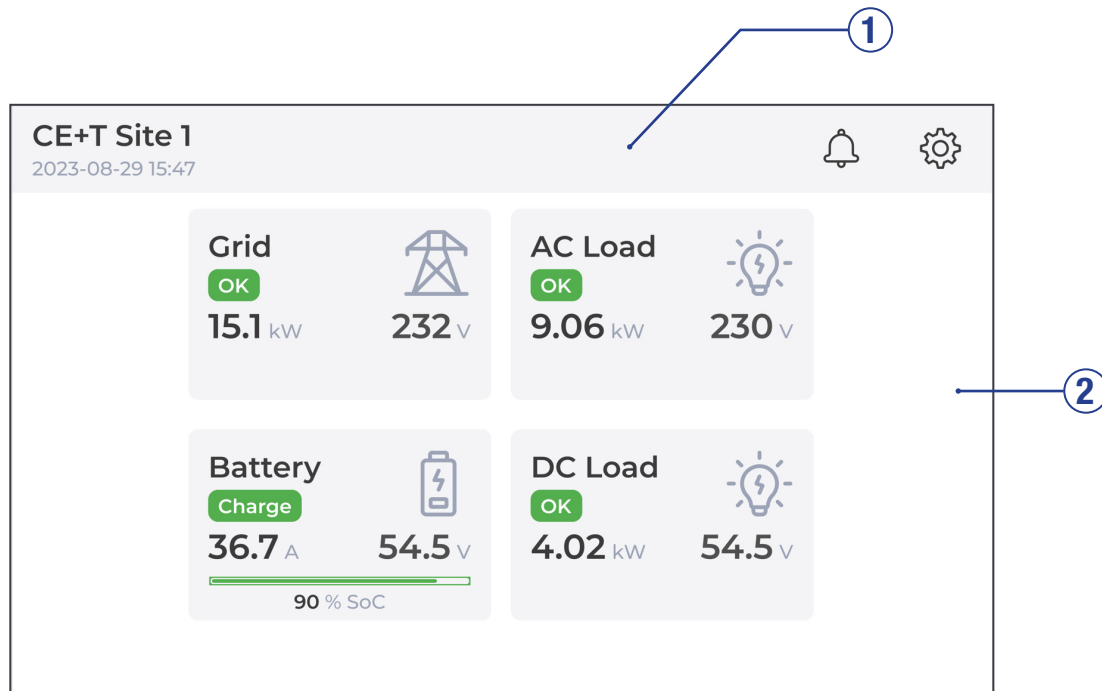 1
CE+T Site 1
2023-08-29 15:47
Grid
OK
15.1 kW 232 V
AC Load
OK
9.06 kW 230 V
2
Battery
Charge
36.7 A 54.5 V
90 % SoC
DC Load
OK
4.02 kW 54.5 V